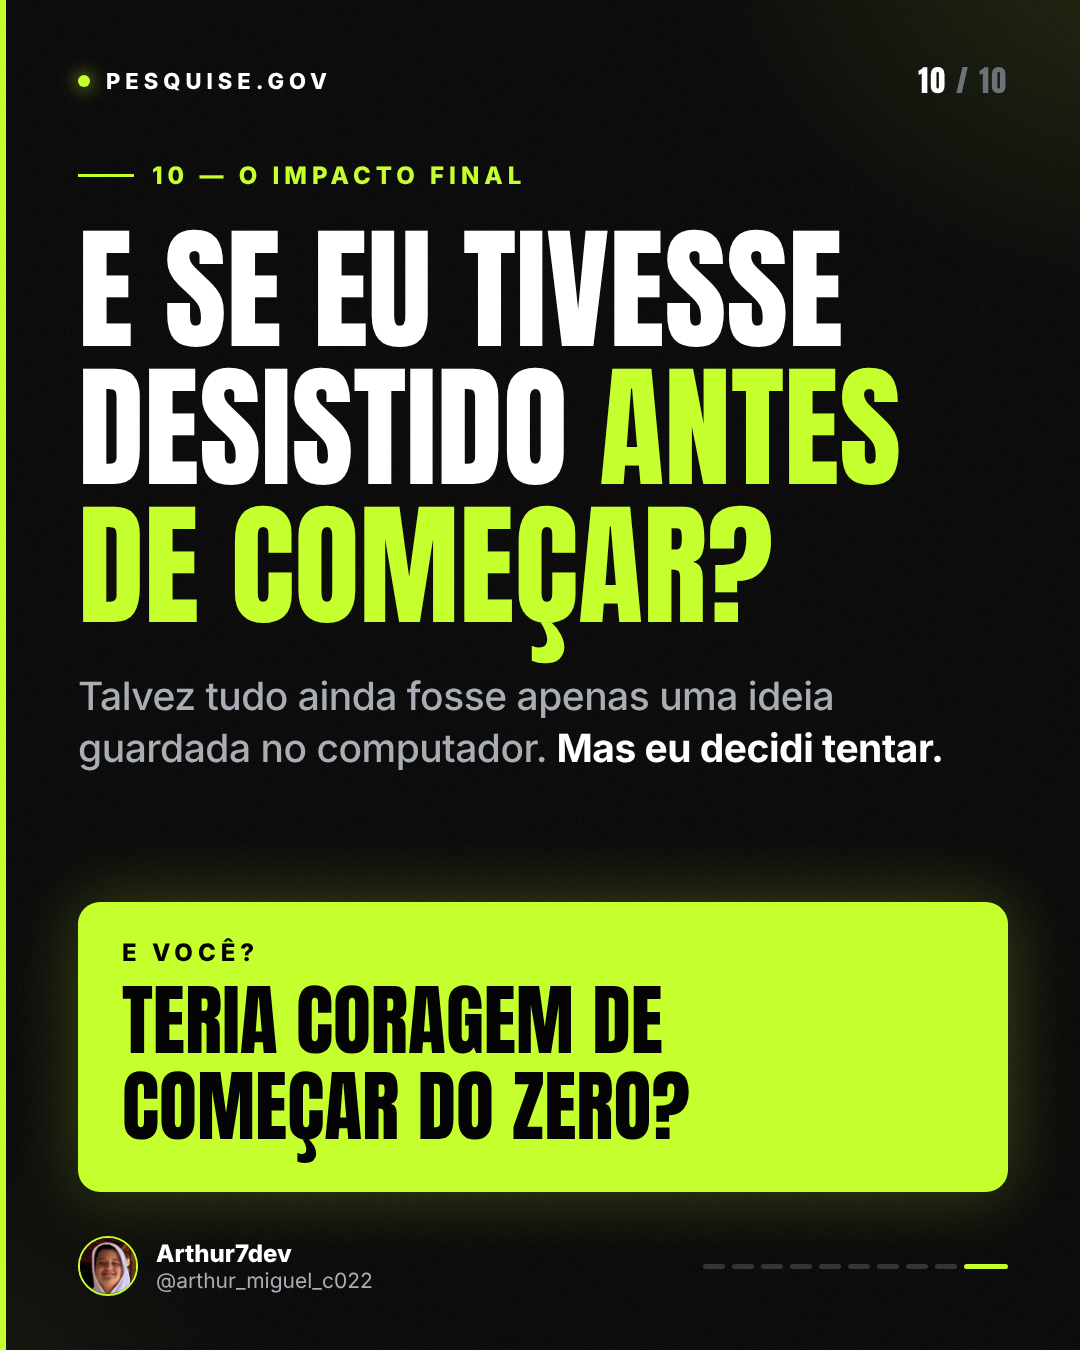 PESQUISE.GOV
10 / 10
10 — O IMPACTO FINAL
E SE EU TIVESSE
DESISTIDO ANTES
DE COMEÇAR?
Talvez tudo ainda fosse apenas uma ideia
guardada no computador. Mas eu decidi tentar.
E VOCÊ?
TERIA CORAGEM DE
COMEÇAR DO ZERO?
Arthur7dev
@arthur_miguel_c022